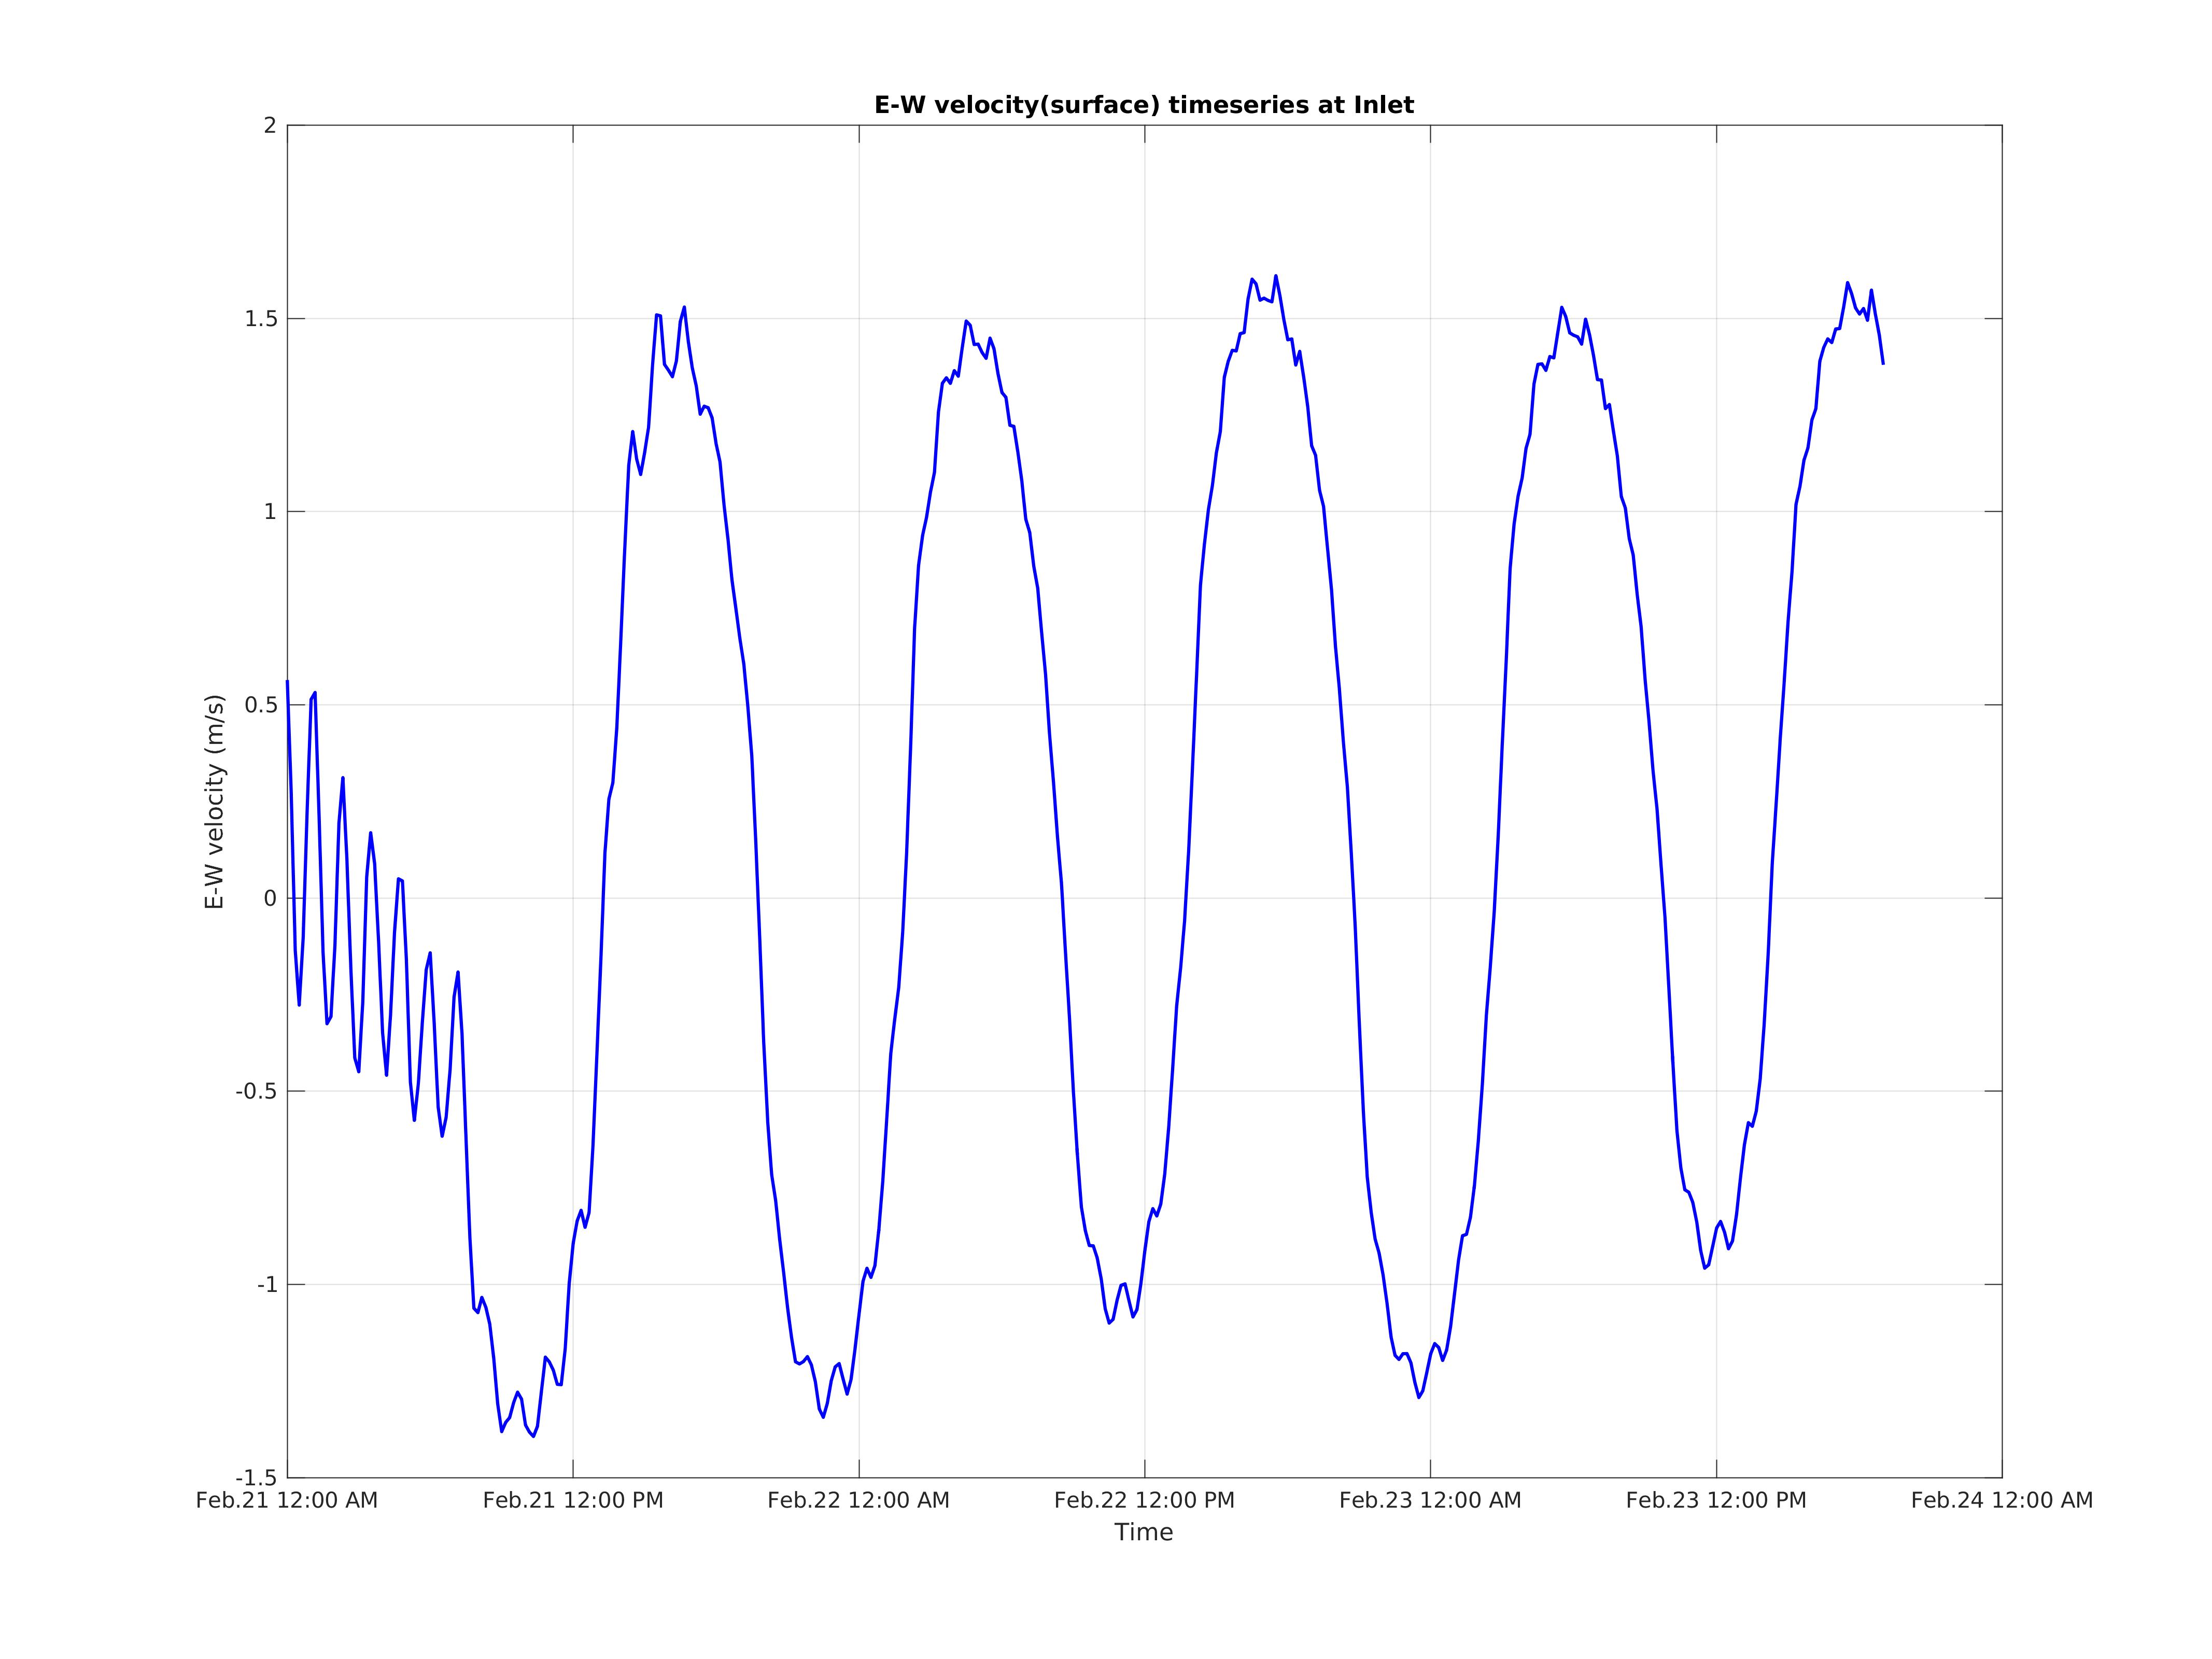 E-W velocity(surface) timeseries at Inlet
2
1.5
1
0.5
0
-0.5
-1
-1.5
E-W velocity (m/s)
Feb.21 12:00 AM Feb.21 12:00 PM Feb.22 12:00 AM Feb.22 12:00 PM Feb.23 12:00 AM Feb.23 12:00 PM Feb.24 12:00 AM
Time